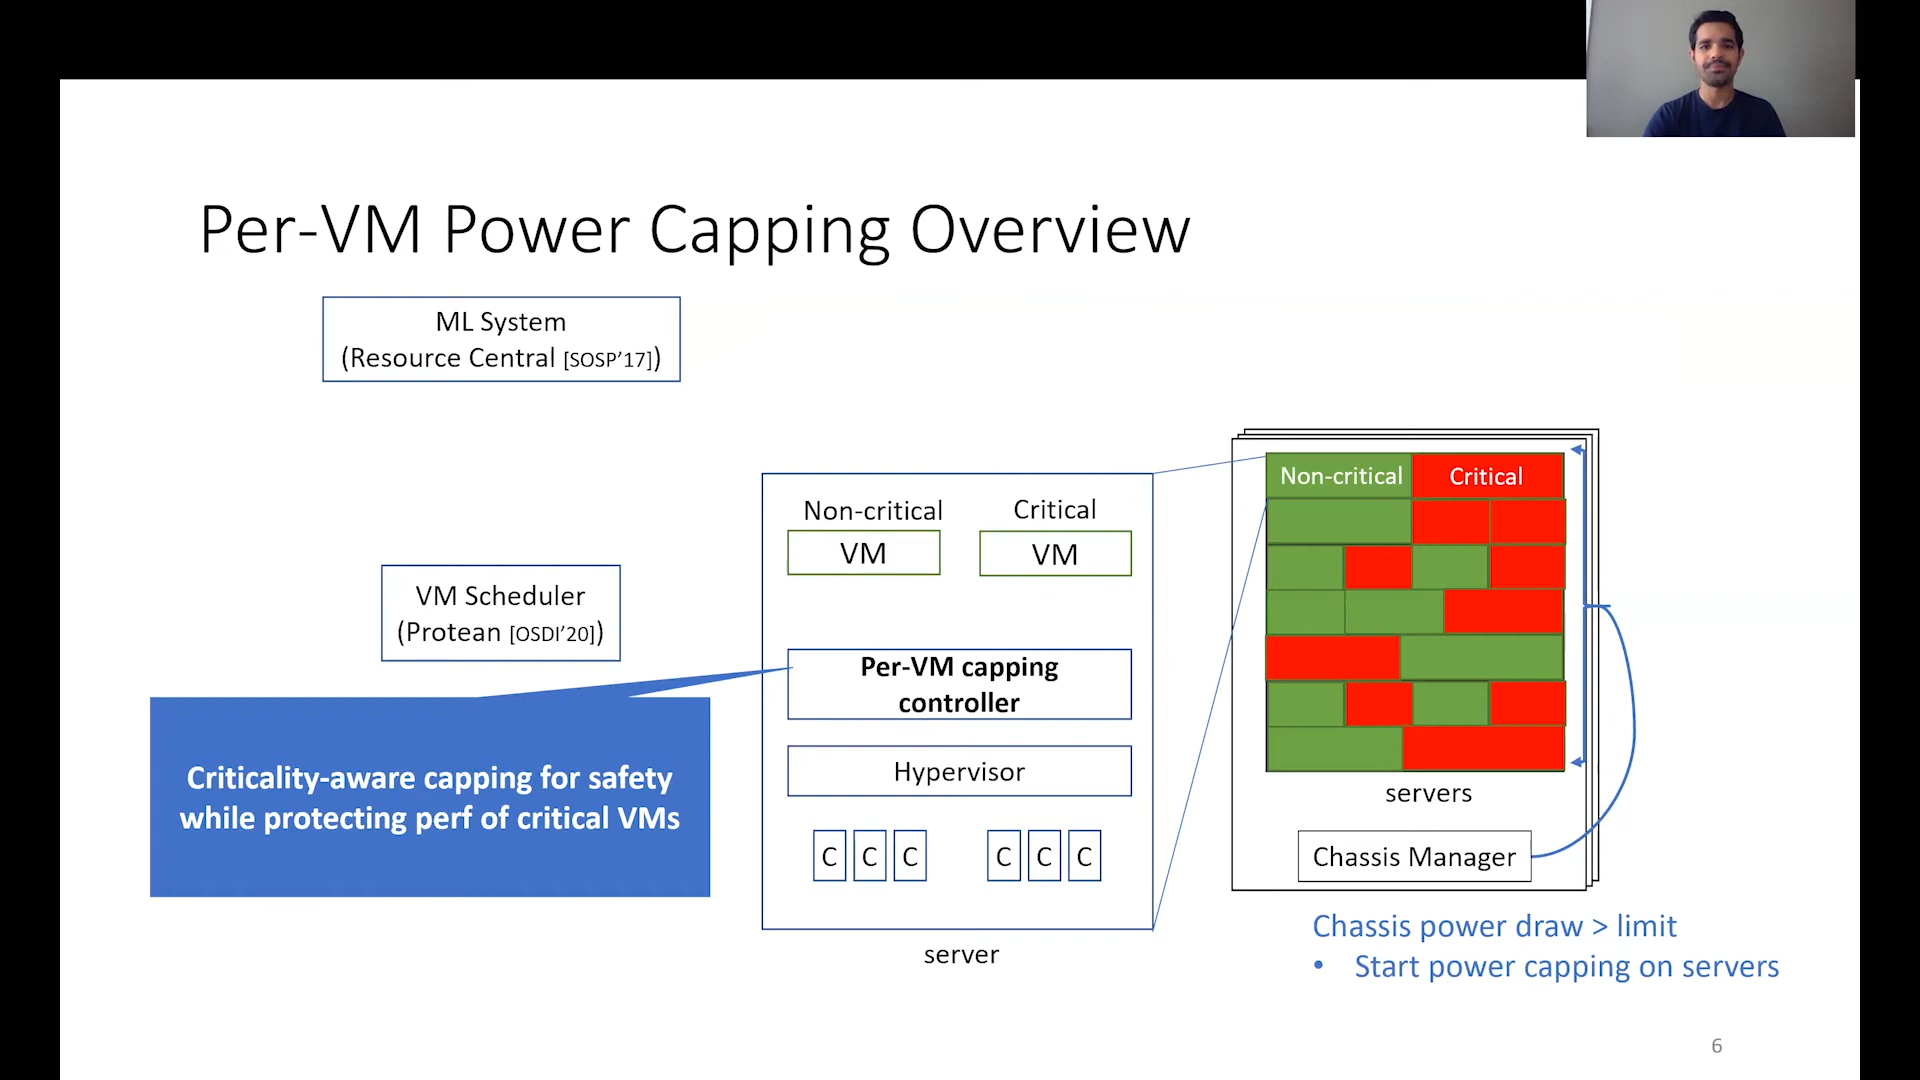 Per-VM Power Capping Overview
ML System
(Resource Central [SOSP’17])
VM Scheduler
(Protean [OSDI’20])
Criticality-aware capping for safety
while protecting perf of critical VMs
Non-critical
Critical
VM
VM
Per-VM capping
controller
Hypervisor
C C C C C C
server
Non-critical Critical
servers
Chassis Manager
Chassis power draw > limit
• Start power capping on servers
6